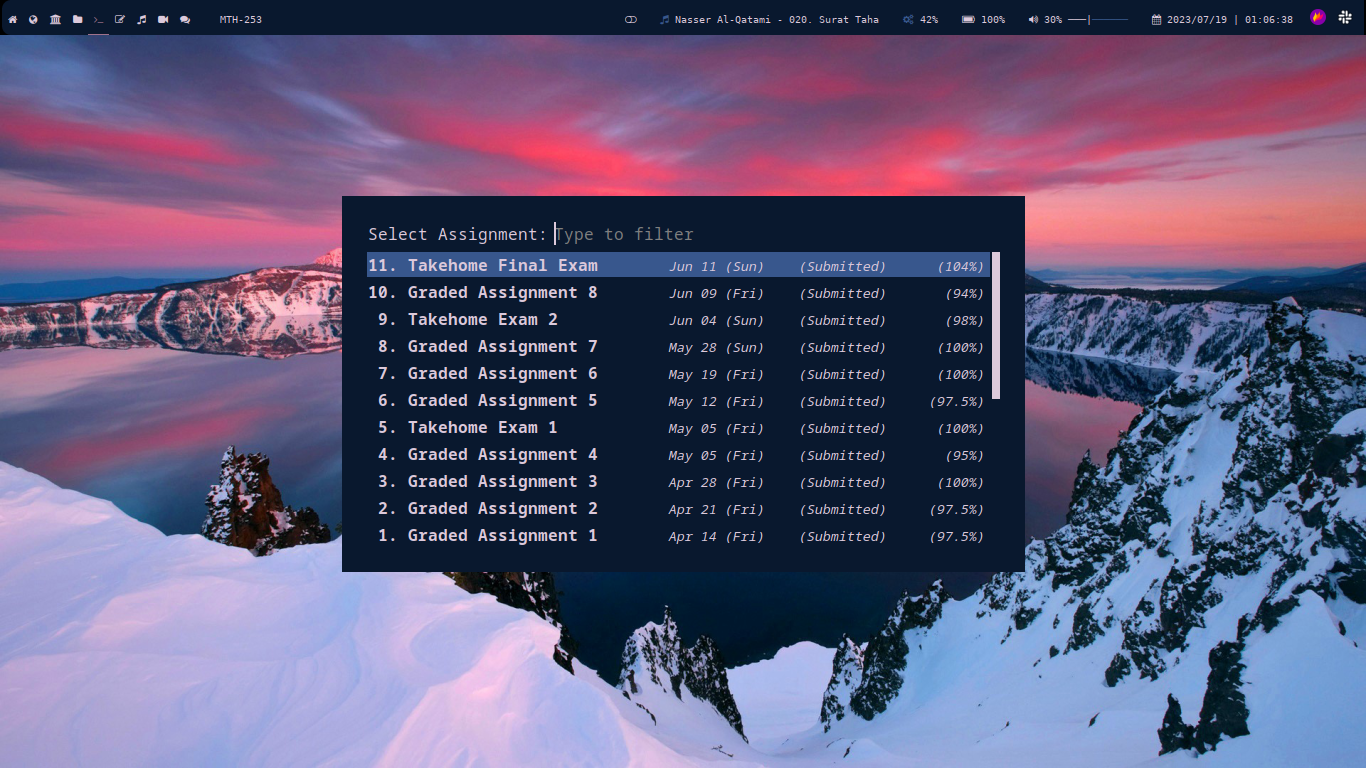 MTH-253 Nasser Al-Qatami - 020. Surat Taha 42% 100% 30% 2023/07/19 | 01:06:38
Select Assignment: Type to filter
11. Takehome Final Exam Jun 11 (Sun) (Submitted) (104%)
10. Graded Assignment 8 Jun 09 (Fri) (Submitted) (94%)
9. Takehome Exam 2 Jun 04 (Sun) (Submitted) (98%)
8. Graded Assignment 7 May 28 (Sun) (Submitted) (100%)
7. Graded Assignment 6 May 19 (Fri) (Submitted) (100%)
6. Graded Assignment 5 May 12 (Fri) (Submitted) (97.5%)
5. Takehome Exam 1 May 05 (Fri) (Submitted) (100%)
4. Graded Assignment 4 May 05 (Fri) (Submitted) (95%)
3. Graded Assignment 3 Apr 28 (Fri) (Submitted) (100%)
2. Graded Assignment 2 Apr 21 (Fri) (Submitted) (97.5%)
1. Graded Assignment 1 Apr 14 (Fri) (Submitted) (97.5%)